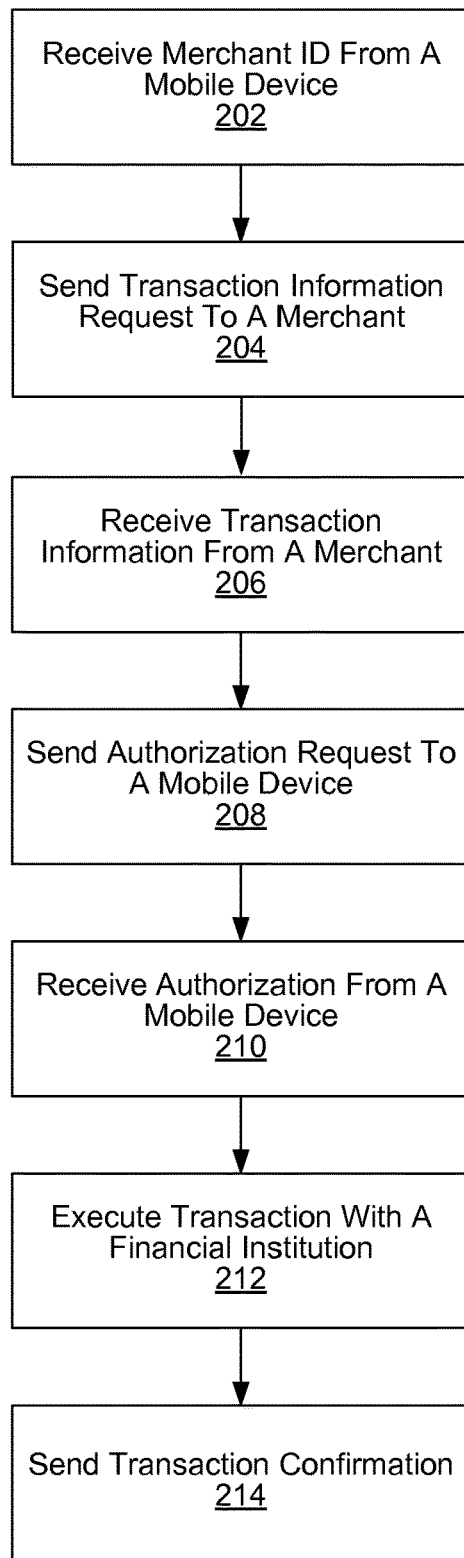 Receive Merchant ID From A
Mobile Device
202
Send Transaction Information
Request To A Merchant
204
Receive Transaction
Information From A Merchant
206
Send Authorization Request To
A Mobile Device
208
Receive Authorization From A
Mobile Device
210
Execute Transaction With A
Financial Institution
212
Send Transaction Confirmation
214